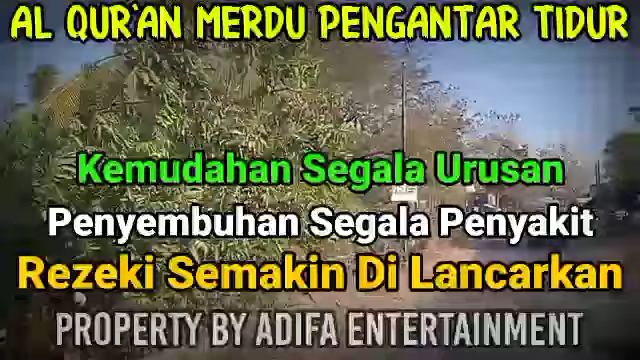 AL QUR'AN MERDU PENGANTAR TIDUR
Kemudahan Segala Urusan
Penyembuhan Segala Penyakit
Rezeki Semakin Di Lancarkan
PROPERTY BY ADIFA ENTERTAINMENT